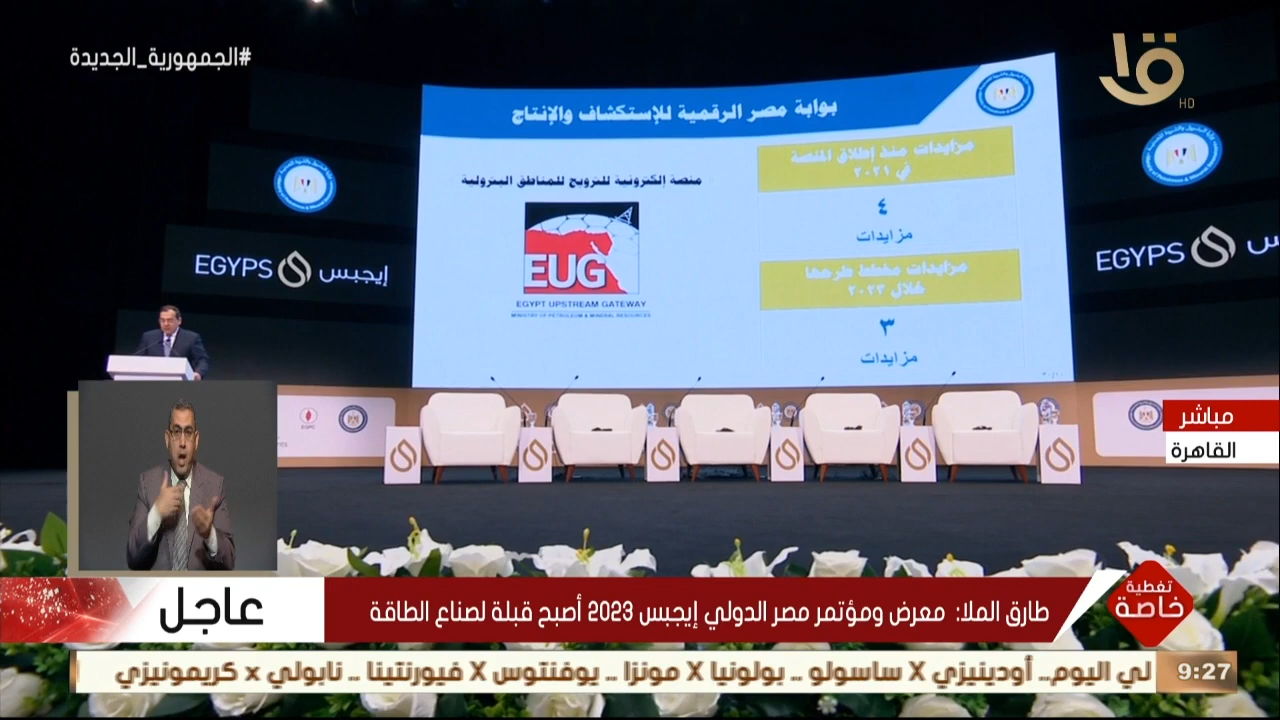 #الجمهورية_الجديدة
HD
بوابة مصر الرقمية للإستكشاف والإنتاج
منصة إلكترونية للترويج للمناطق البترولية
EUG
EGYPT UPSTREAM GATEWAY
MINISTRY OF PETROLEUM & MINERAL RESOURCES
مزايدات منذ إطلاق المنصة
في ٢٠٢١
٤
مزايدات
مزايدات مخطط طرحها
خلال ٢٠٢٣
٣
مزايدات
EGYPS إيجبس
EGYPS
مباشر
القاهرة
EGPC
تغطية
خاصة
عاجل
طارق الملا: معرض ومؤتمر مصر الدولي إيجبس 2023 أصبح قبلة لصناع الطاقة
لي اليوم.. أودينيزي X ساسولو .. بولونيا X مونزا .. يوفنتوس X فيورنتينا .. نابولي x كريمونيزي
9:27